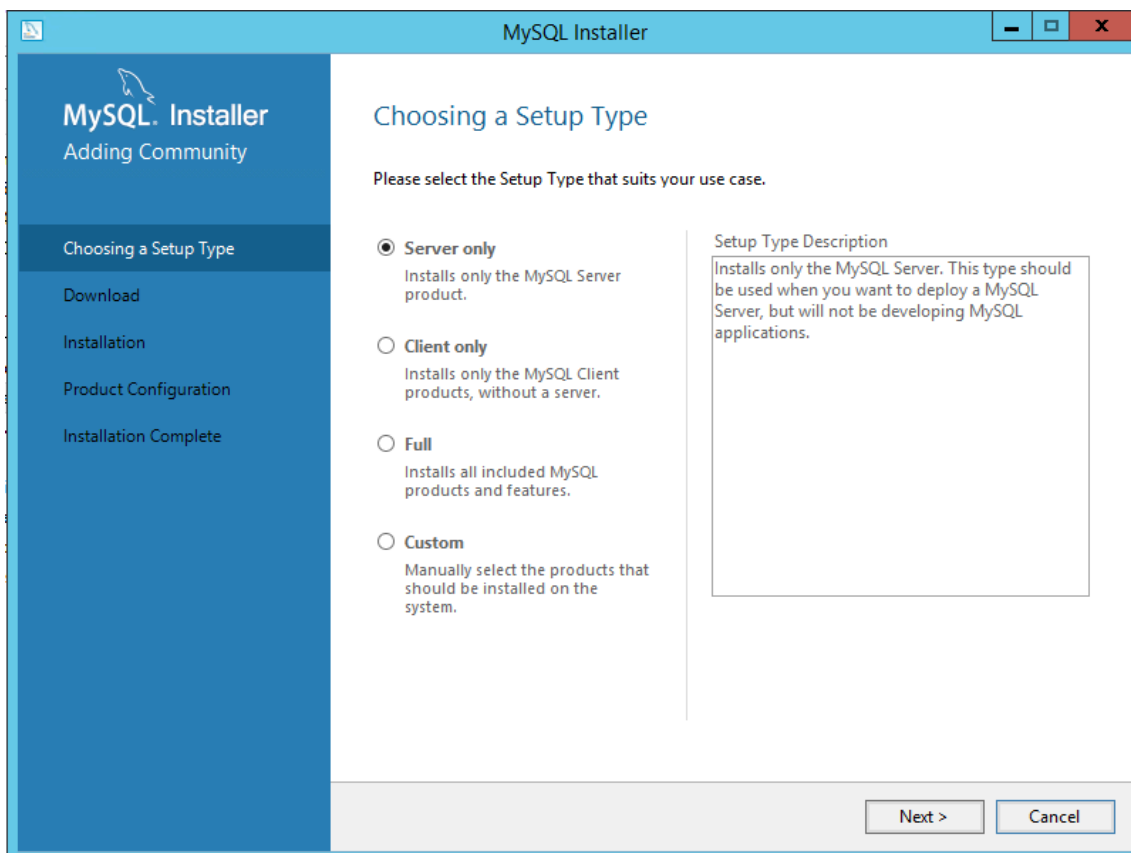 MySQL Installer
X
MySQL. Installer
Adding Community
Choosing a Setup Type
Download
Installation
Product Configuration
Installation Complete
Choosing a Setup Type
Please select the Setup Type that suits your use case.
Server only
Installs only the MySQL Server
product.
Client only
Installs only the MySQL Client
products, without a server.
Full
Installs all included MySQL
products and features.
Custom
Manually select the products that
should be installed on the
system.
Setup Type Description
Installs only the MySQL Server. This type should
be used when you want to deploy a MySQL
Server, but will not be developing MySQL
applications.
Next >
Cancel